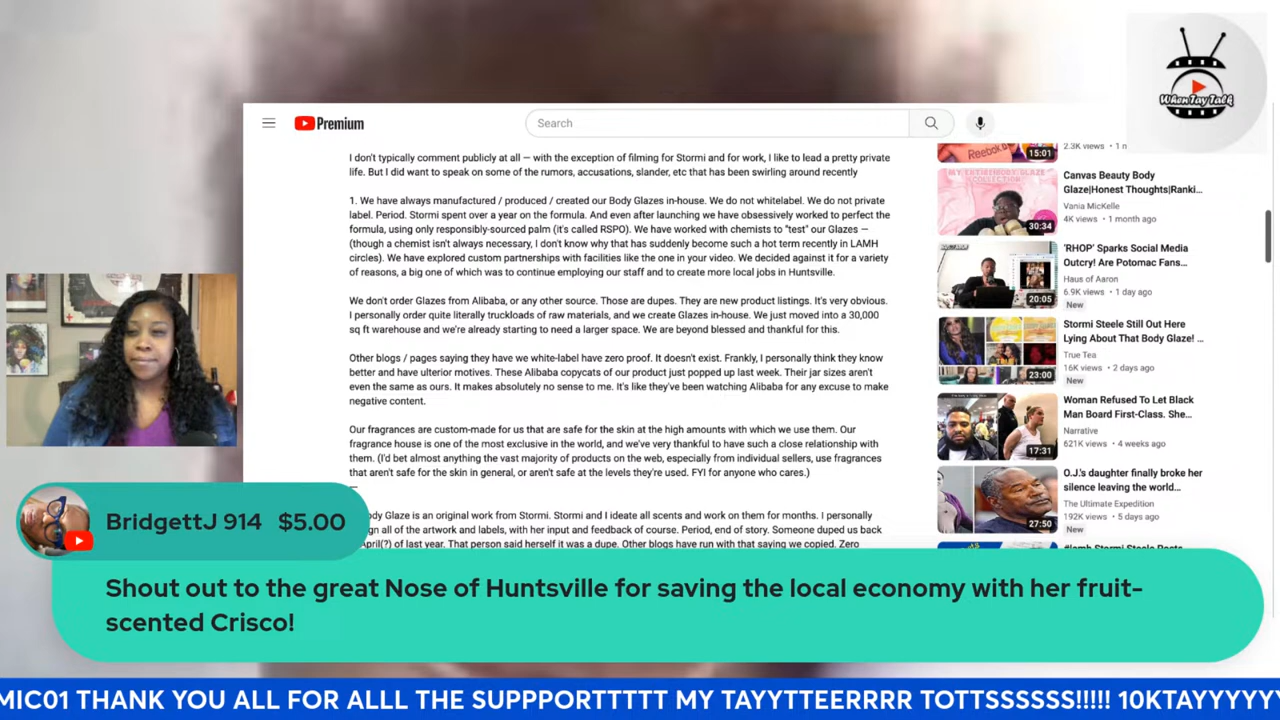 Premium
Search
WhenTayTalk
I don't typically comment publicly at all — with the exception of filming for Stormi and for work, I like to lead a pretty private
life. But I did want to speak on some of the rumors, accusations, slander, etc that has been swirling around recently
1. We have always manufactured / produced / created our Body Glazes in-house. We do not whitelabel. We do not private
label. Period. Stormi spent over a year on the formula. And even after launching we have obsessively worked to perfect the
formula, using only responsibly-sourced palm (it's called RSPO). We have worked with chemists to "test" our Glazes —
(though a chemist isn't always necessary, I don't know why that has suddenly become such a hot term recently in LAMH
circles). We have explored custom partnerships with facilities like the one in your video. We decided against it for a variety
of reasons, a big one of which was to continue employing our staff and to create more local jobs in Huntsville.
We don't order Glazes from Alibaba, or any other source. Those are dupes. They are new product listings. It's very obvious.
I personally order quite literally truckloads of raw materials, and we create Glazes in-house. We just moved into a 30,000
sq ft warehouse and we're already starting to need a larger space. We are beyond blessed and thankful for this.
Other blogs / pages saying they have we white-label have zero proof. It doesn't exist. Frankly, I personally think they know
better and have ulterior motives. These Alibaba copycats of our product just popped up last week. Their jar sizes aren't
even the same as ours. It makes absolutely no sense to me. It's like they've been watching Alibaba for any excuse to make
negative content.
Our fragrances are custom-made for us that are safe for the skin at the high amounts with which we use them. Our
fragrance house is one of the most exclusive in the world, and we've very thankful to have such a close relationship with
them. (I'd bet almost anything the vast majority of products on the web, especially from individual sellers, use fragrances
that aren't safe for the skin in general, or aren't safe at the levels they're used. FYI for anyone who cares.)
—
ody Glaze is an original work from Stormi. Stormi and I ideate all scents and work on them for months. I personally
gn all of the artwork and labels, with her input and feedback of course. Period, end of story. Someone duped us back
April(?) of last year. That person said herself it was a dupe. Other blogs have run with that saying we copied. Zero
Reebok
15:01
2.3K views • 1
MY ENTIRE BODY GLAZE
COLLECTION
30:34
Canvas Beauty Body
Glaze|Honest Thoughts|Ranki...
Vania McKelle
4K views • 1 month ago
20:05
'RHOP' Sparks Social Media
Outcry! Are Potomac Fans...
Haus of Aaron
6.9K views • 1 day ago
New
23:00
Stormi Steele Still Out Here
Lying About That Body Glaze! ...
True Tea
16K views • 2 days ago
New
17:31
Woman Refused To Let Black
Man Board First-Class. She...
Narrative
621K views • 4 weeks ago
27:50
O.J.'s daughter finally broke her
silence leaving the world...
The Ultimate Expedition
192K views • 5 days ago
New
#lamh Stormi Steele Posts
BridgettJ 914 $5.00
Shout out to the great Nose of Huntsville for saving the local economy with her fruit-
scented Crisco!
MIC01 THANK YOU ALL FOR ALLL THE SUPPPORTTTTT MY TAYYTTEERRRR TOTTSSSSSS!!!!! 10KTAYYYYYY